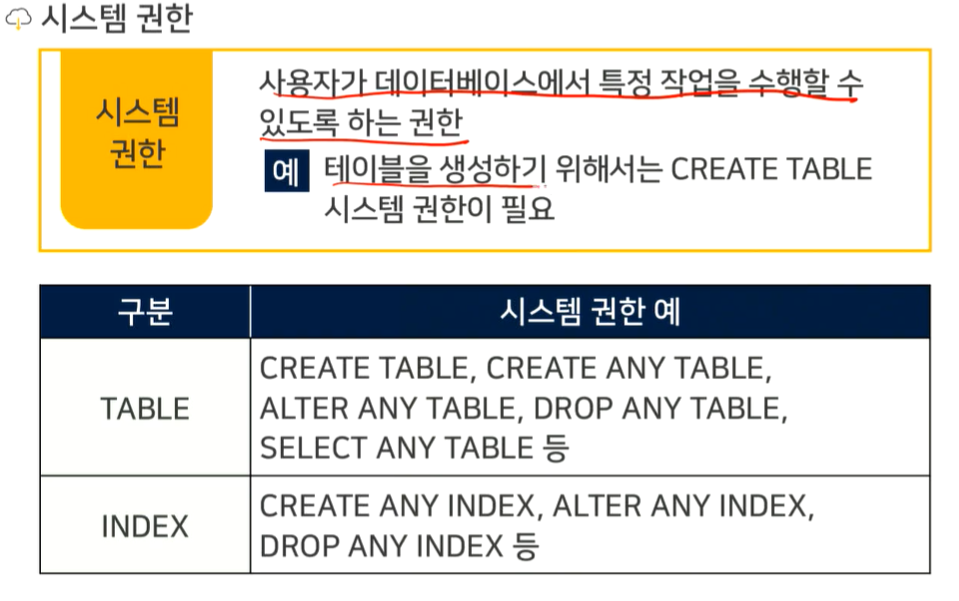 시스템 권한
시스템
권한
사용자가 데이터베이스에서 특정 작업을 수행할 수
있도록 하는 권한
예 테이블을 생성하기 위해서는 CREATE TABLE
시스템 권한이 필요
구분 시스템 권한 예
TABLE
CREATE TABLE, CREATE ANY TABLE,
ALTER ANY TABLE, DROP ANY TABLE,
SELECT ANY TABLE 등
INDEX
CREATE ANY INDEX, ALTER ANY INDEX,
DROP ANY INDEX 등